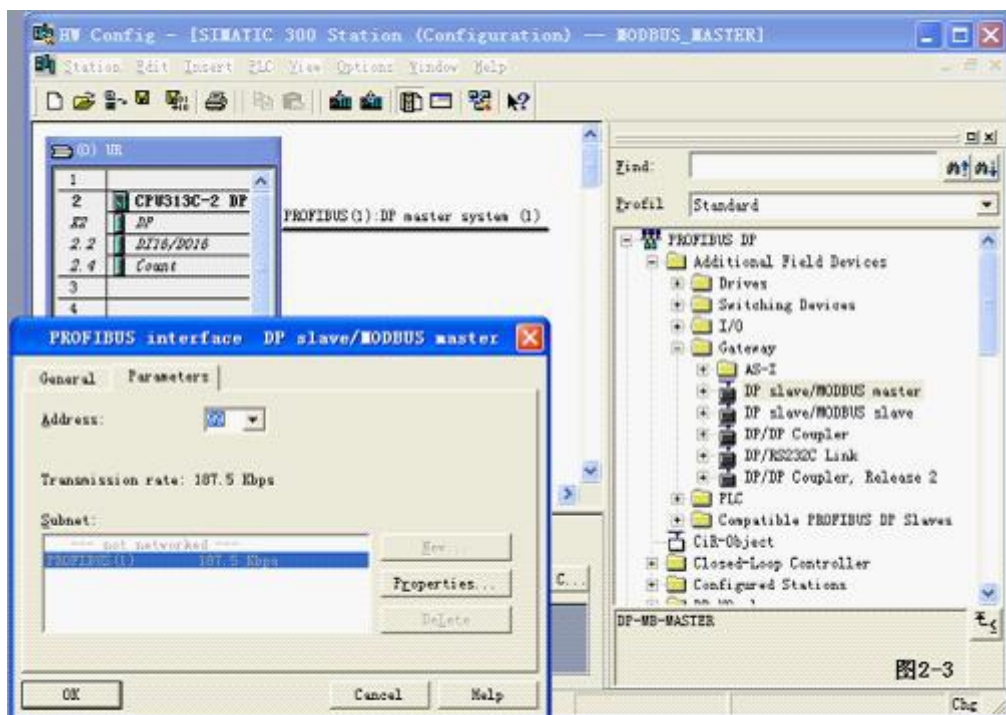 HW Config - [SIMATIC 300 Station (Configuration) -- MODBUS_MASTER]
Station Edit Insert PLC View Options Window Help
(0) UR
1
2 CPU313C-2 DP
X2 DP
2.2 DI16/DO16
2.4 Count
3
4
PROFIBUS(1):DP master system (1)
Find:
Profil Standard
PROFIBUS DP
Additional Field Devices
Drives
Switching Devices
I/O
Gateway
AS-I
DP slave/MODBUS master
DP slave/MODBUS slave
DP/DP Coupler
DP/RS232C Link
DP/DP Coupler, Release 2
PLC
Compatible PROFIBUS DP Slaves
CiR-Object
Closed-Loop Controller
Configured Stations
DP-MB-MASTER
图2-3
Chg
PROFIBUS interface DP slave/MODBUS master
General Parameters
Address:
Transmission rate: 187.5 Kbps
Subnet:
--- not networked ---
PROFIBUS(1) 187.5 Kbps
New...
Properties...
Delete
C...
OK Cancel Help